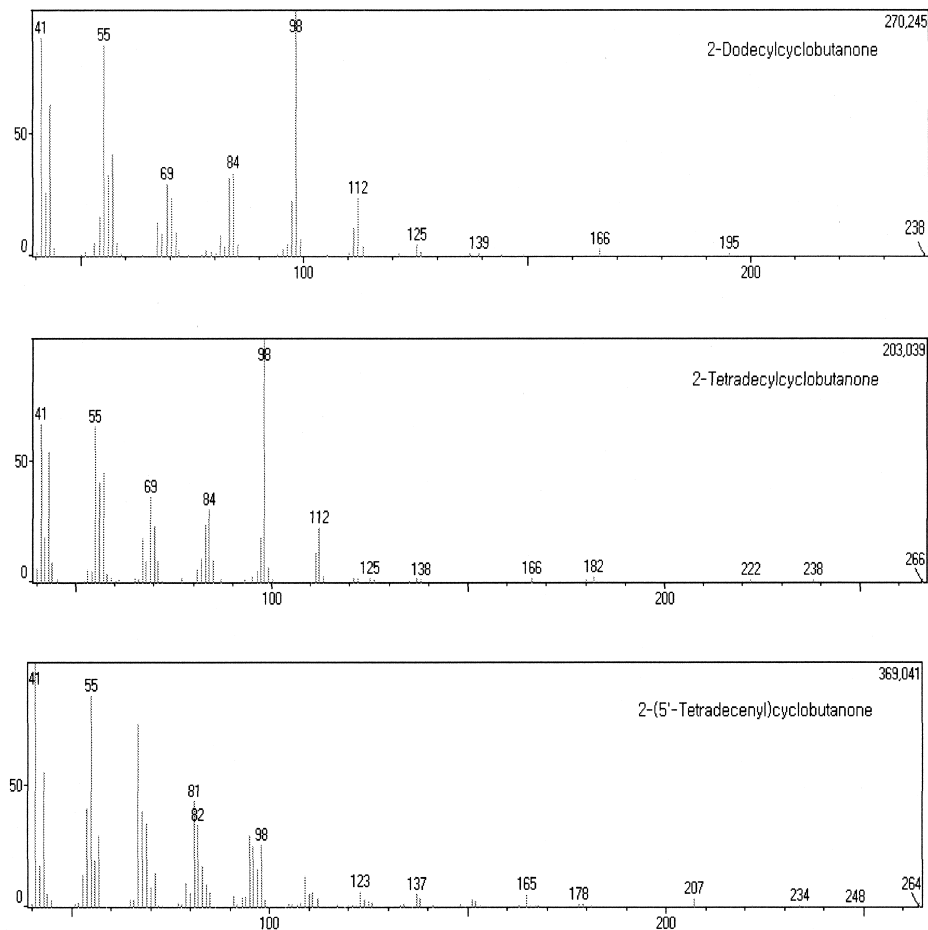 41 55 98 270,245
2-Dodecylcyclobutanone
50
69 84
112
125 139 166 195 238
0
100 200
98 203,039
2-Tetradecylcyclobutanone
41 55
50
69 84
112
125 138 166 182 222 238 266
0
100 200
41 55 369,041
2-(5'-Tetradecenyl)cyclobutanone
50
81
82
98
123 137 165 178 207 234 248 264
0
100 200